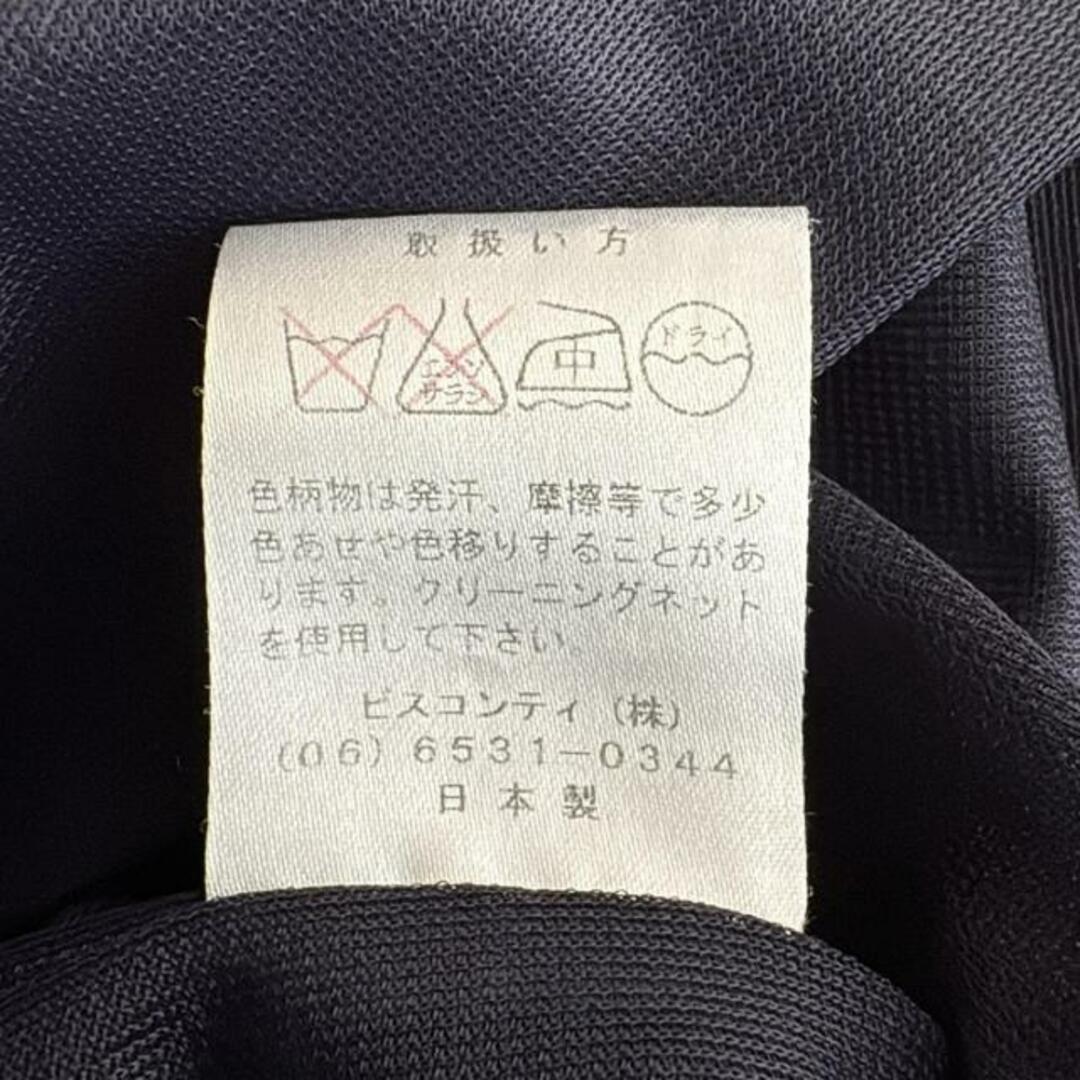 取扱い方
エンソ
サラシ
中
ドライ
色柄物は発汗、摩擦等で多少
色あせや色移りすることがあ
ります。クリーニングネット
を使用して下さい。
ビスコンティ（株）
（06）6531－0344
日本製